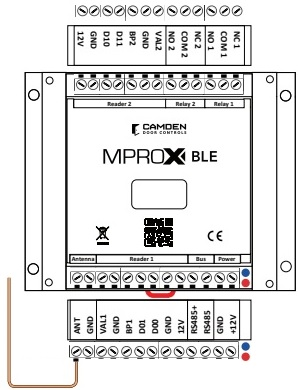 12V
GND
D10
D11
BP2
GND
VAL2
NO 2
COM 2
NC 2
NO 1
COM 1
NC 1
Reader 2
Relay 2
Relay 1
CAMDEN
DOOR CONTROLS
MPROX BLE
Antenna
Reader 1
Bus
Power
ANT
GND
VAL1
GND
BP1
D01
D00
GND
12V
RS485+
RS485
GND
+12V